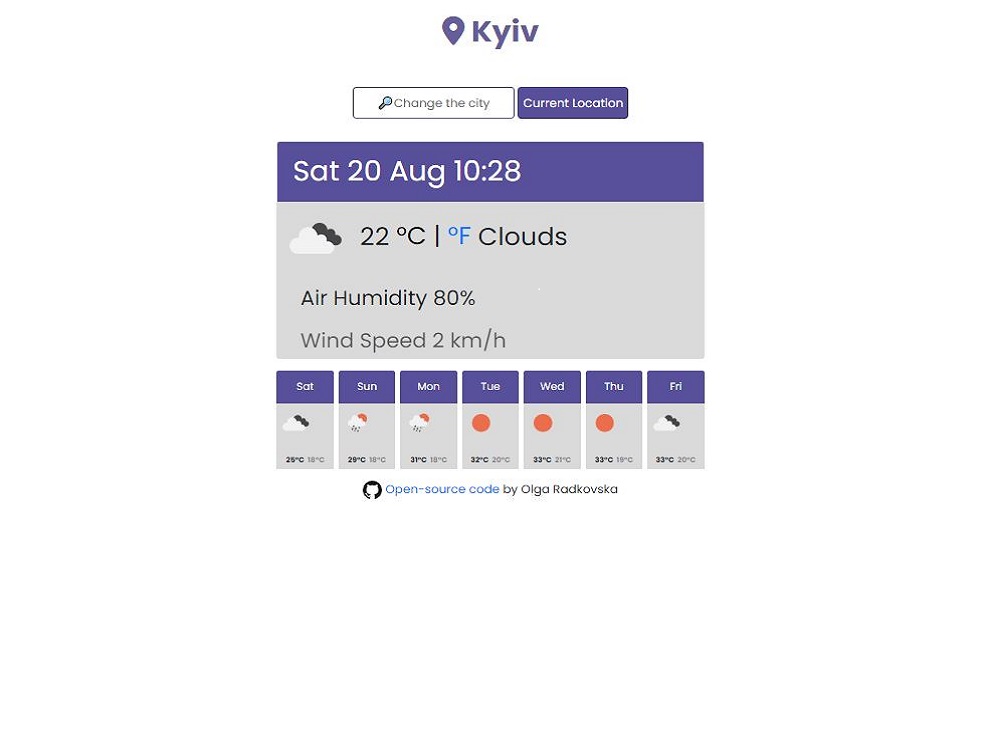 Kyiv
Change the city Current Location
Sat 20 Aug 10:28
22 °C | °F Clouds
Air Humidity 80%
Wind Speed 2 km/h
Sat Sun Mon Tue Wed Thu Fri
25°C 18°C 29°C 18°C 31°C 18°C 32°C 20°C 33°C 21°C 33°C 19°C 33°C 20°C
Open-source code by Olga Radkovska